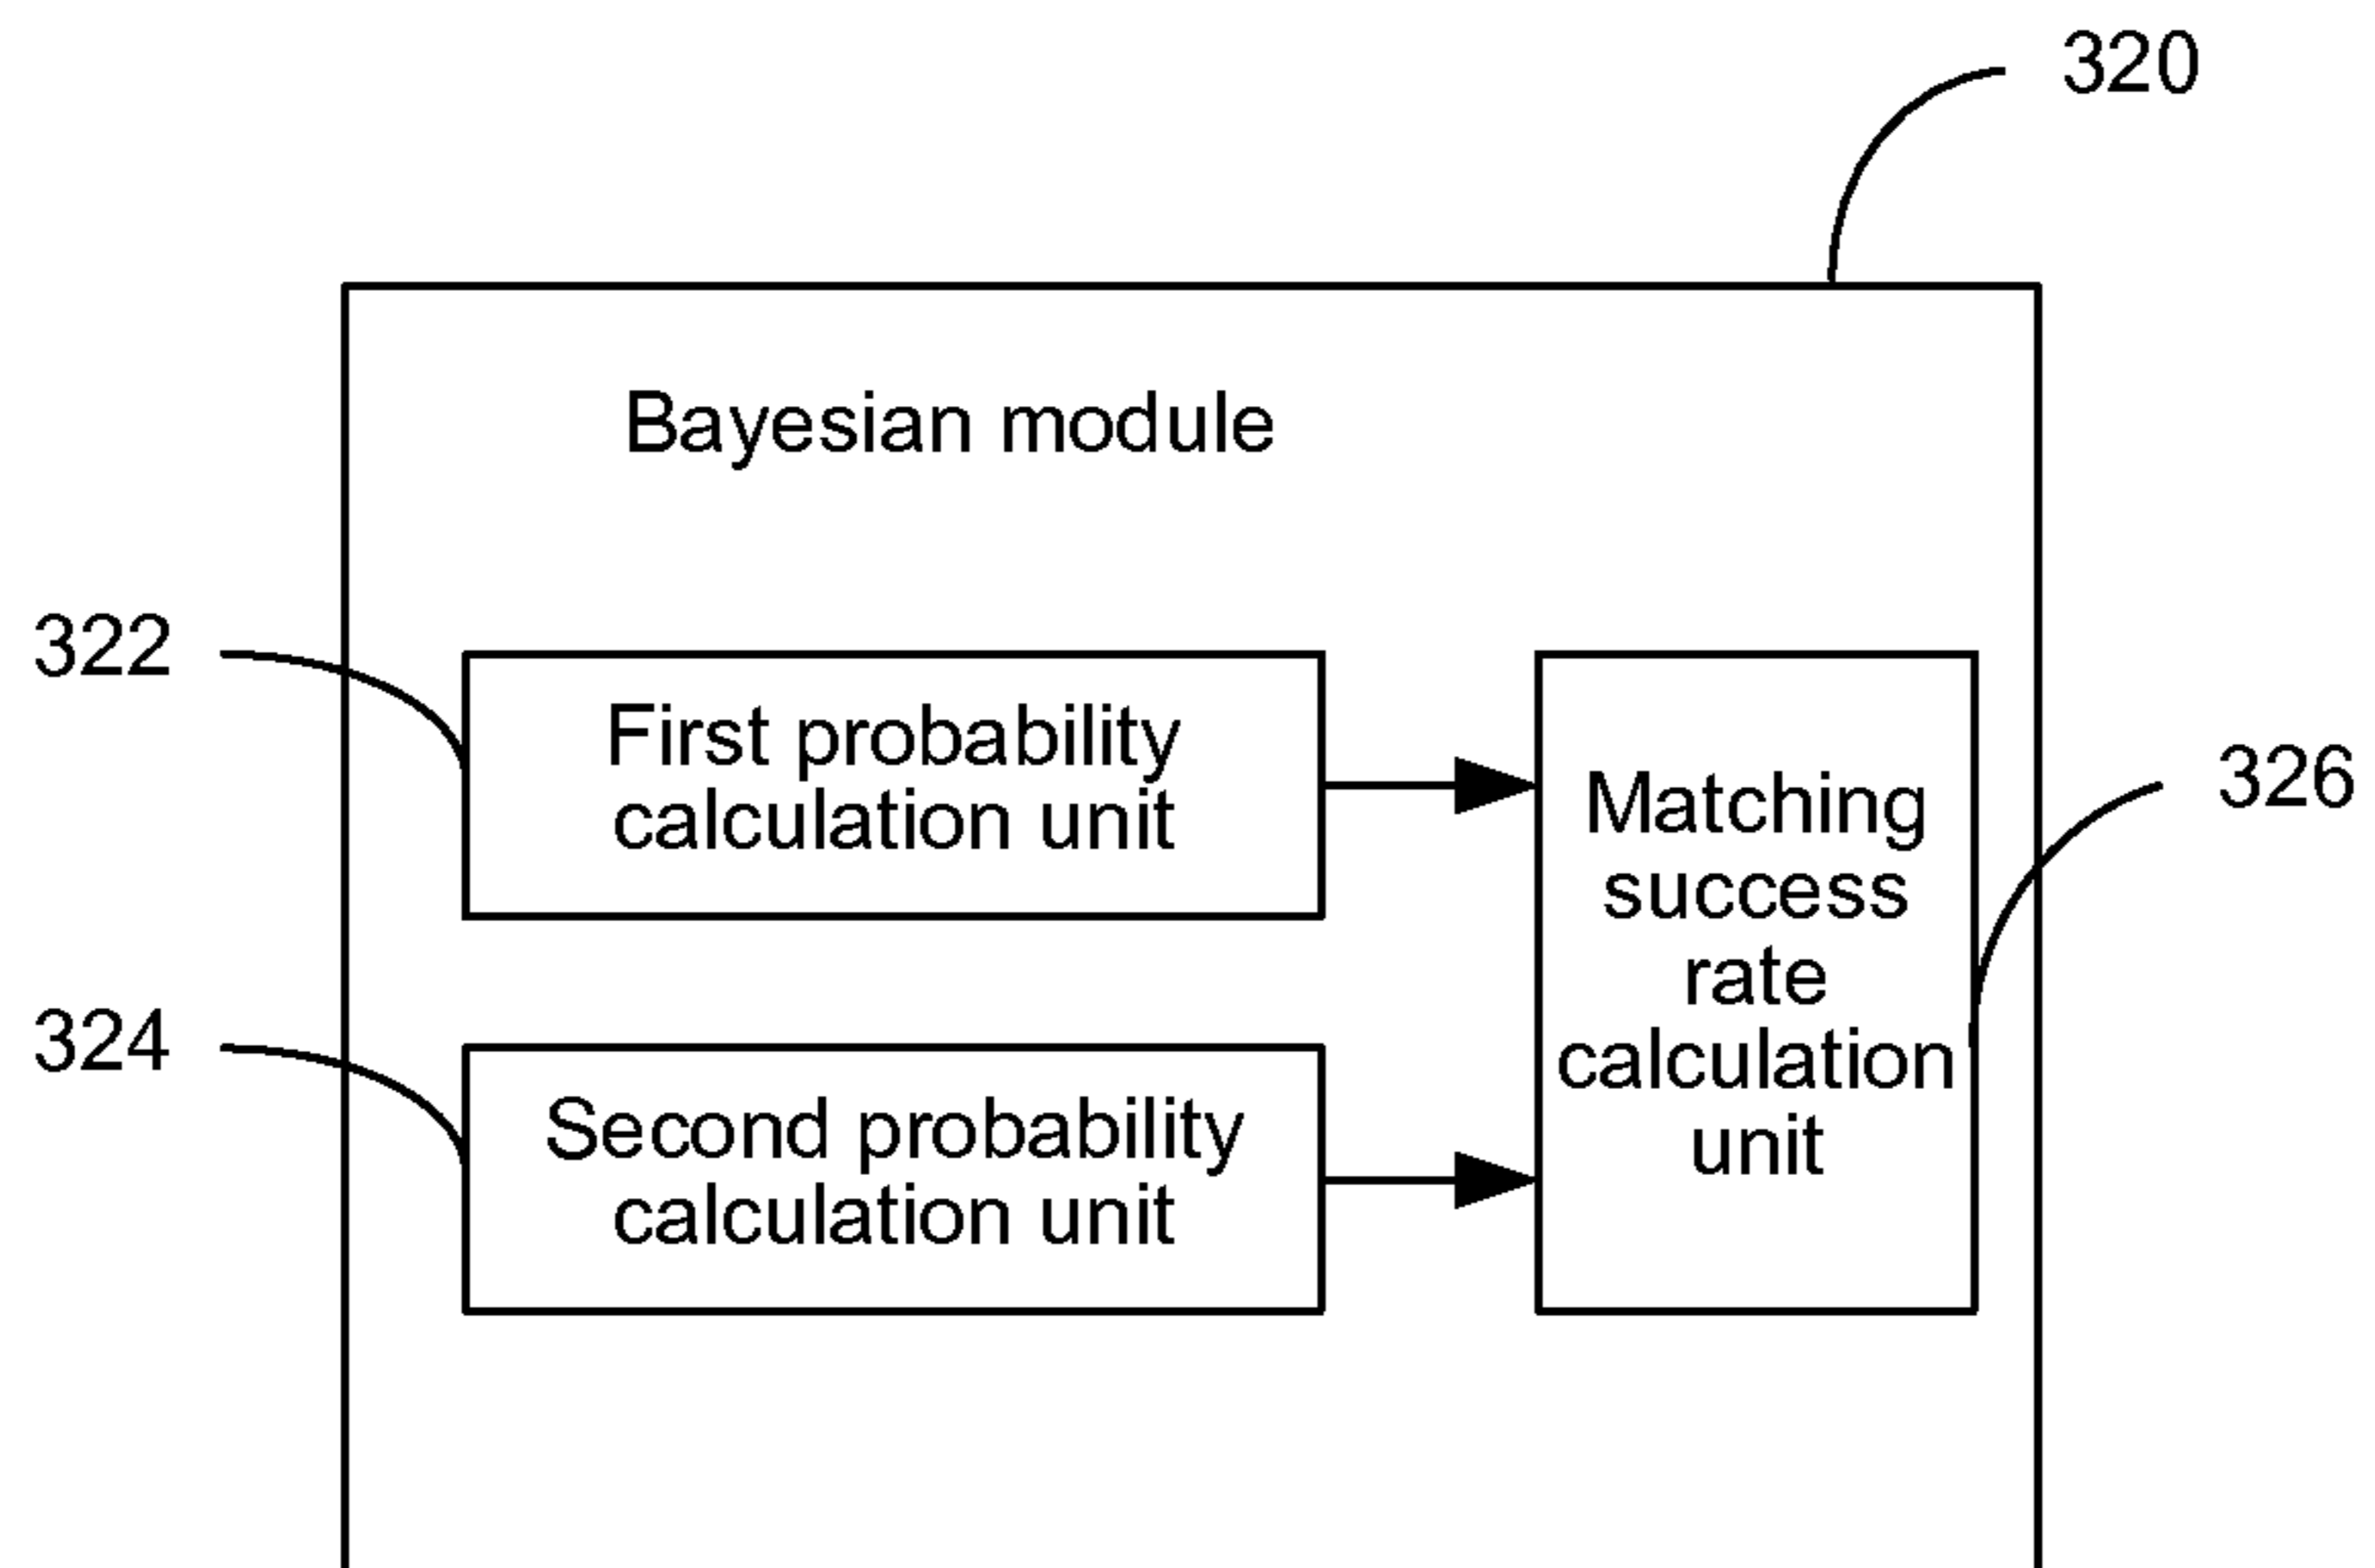 320
Bayesian module
322
First probability
calculation unit
324
Second probability
calculation unit
Matching
success
rate
calculation
unit
326